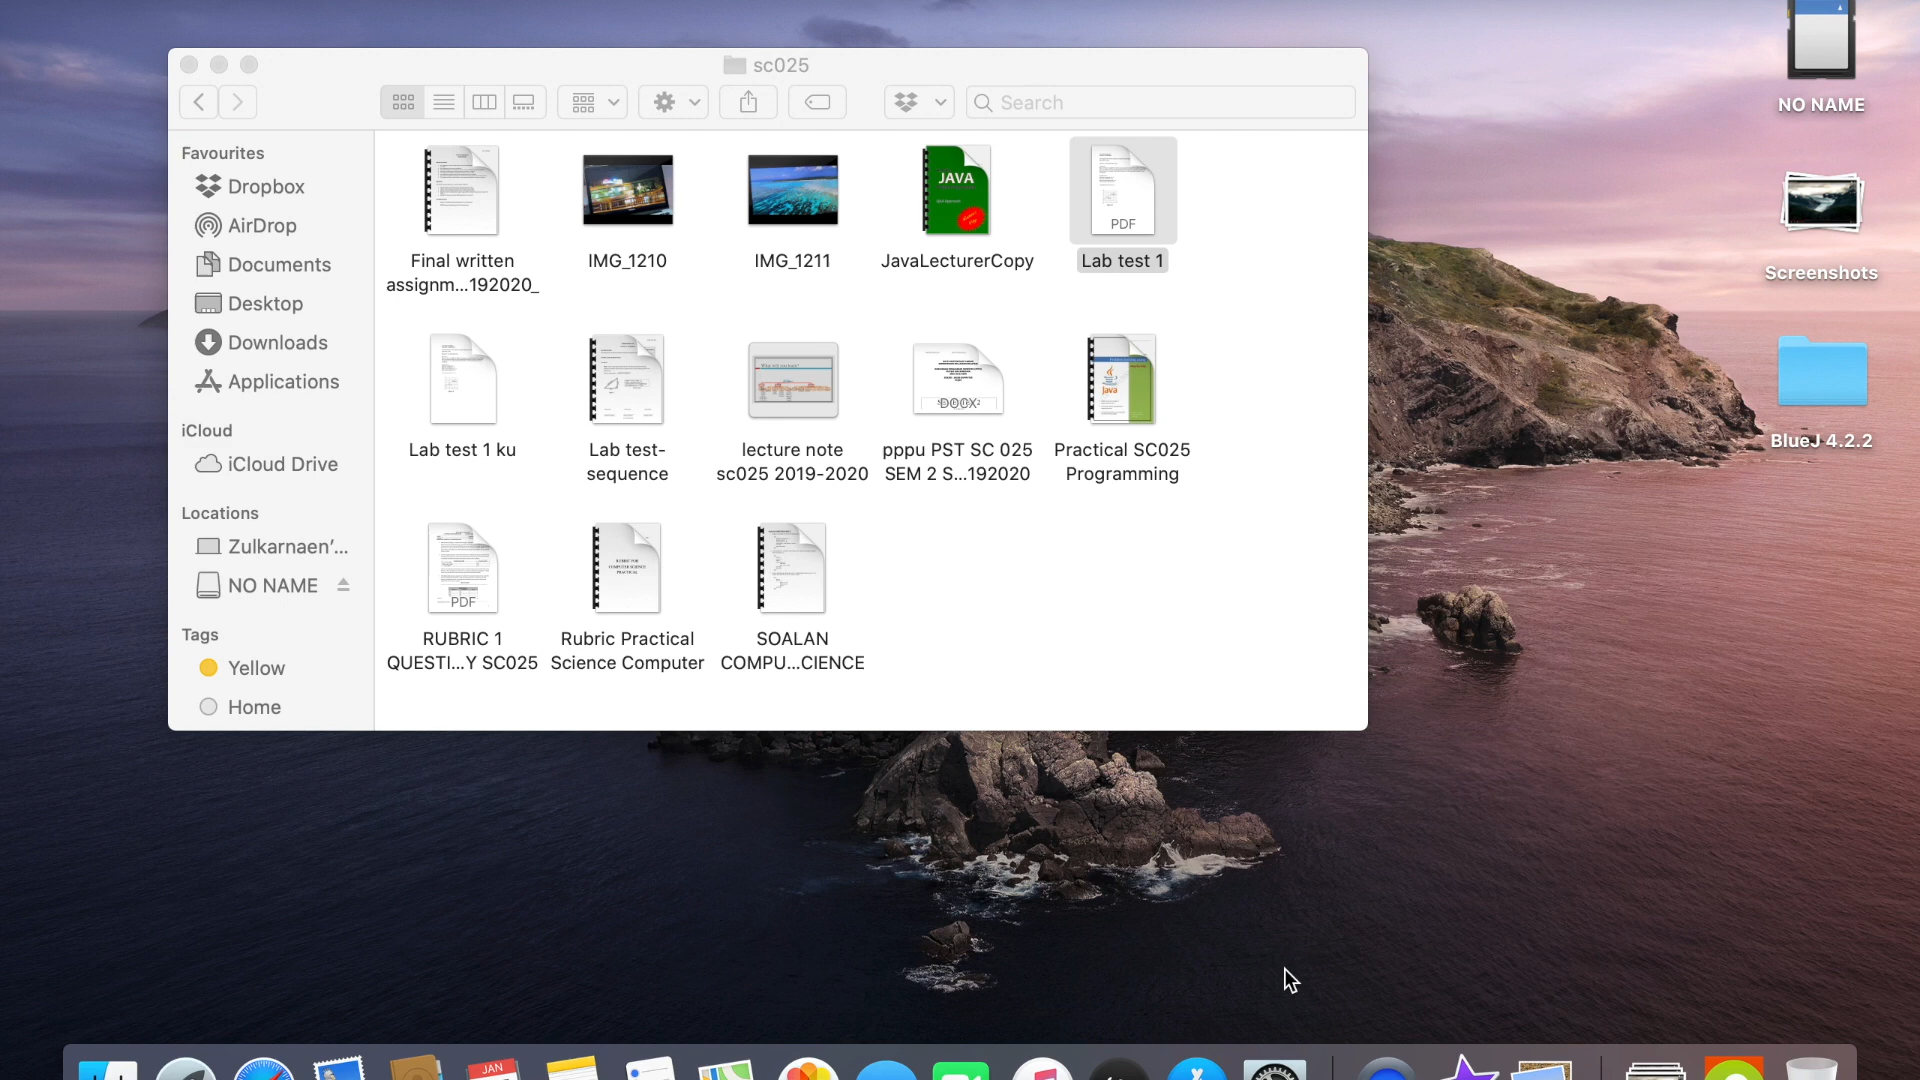 sc025
Search
NO NAME
Favourites
Dropbox
AirDrop
Documents
Desktop
Downloads
Applications
iCloud
iCloud Drive
Locations
Zulkarnaen'...
NO NAME
Tags
Yellow
Home
Final written
assignm...192020_
IMG_1210
IMG_1211
JAVA
JavaLecturerCopy
PDF
Lab test 1
Lab test 1 ku
Lab test-
sequence
lecture note
sc025 2019-2020
DOCX
pppu PST SC 025
SEM 2 S...192020
Java
Practical SC025
Programming
PDF
RUBRIC 1
QUESTI...Y SC025
Rubric Practical
Science Computer
SOALAN
COMPU...CIENCE
Screenshots
BlueJ 4.2.2
JAN